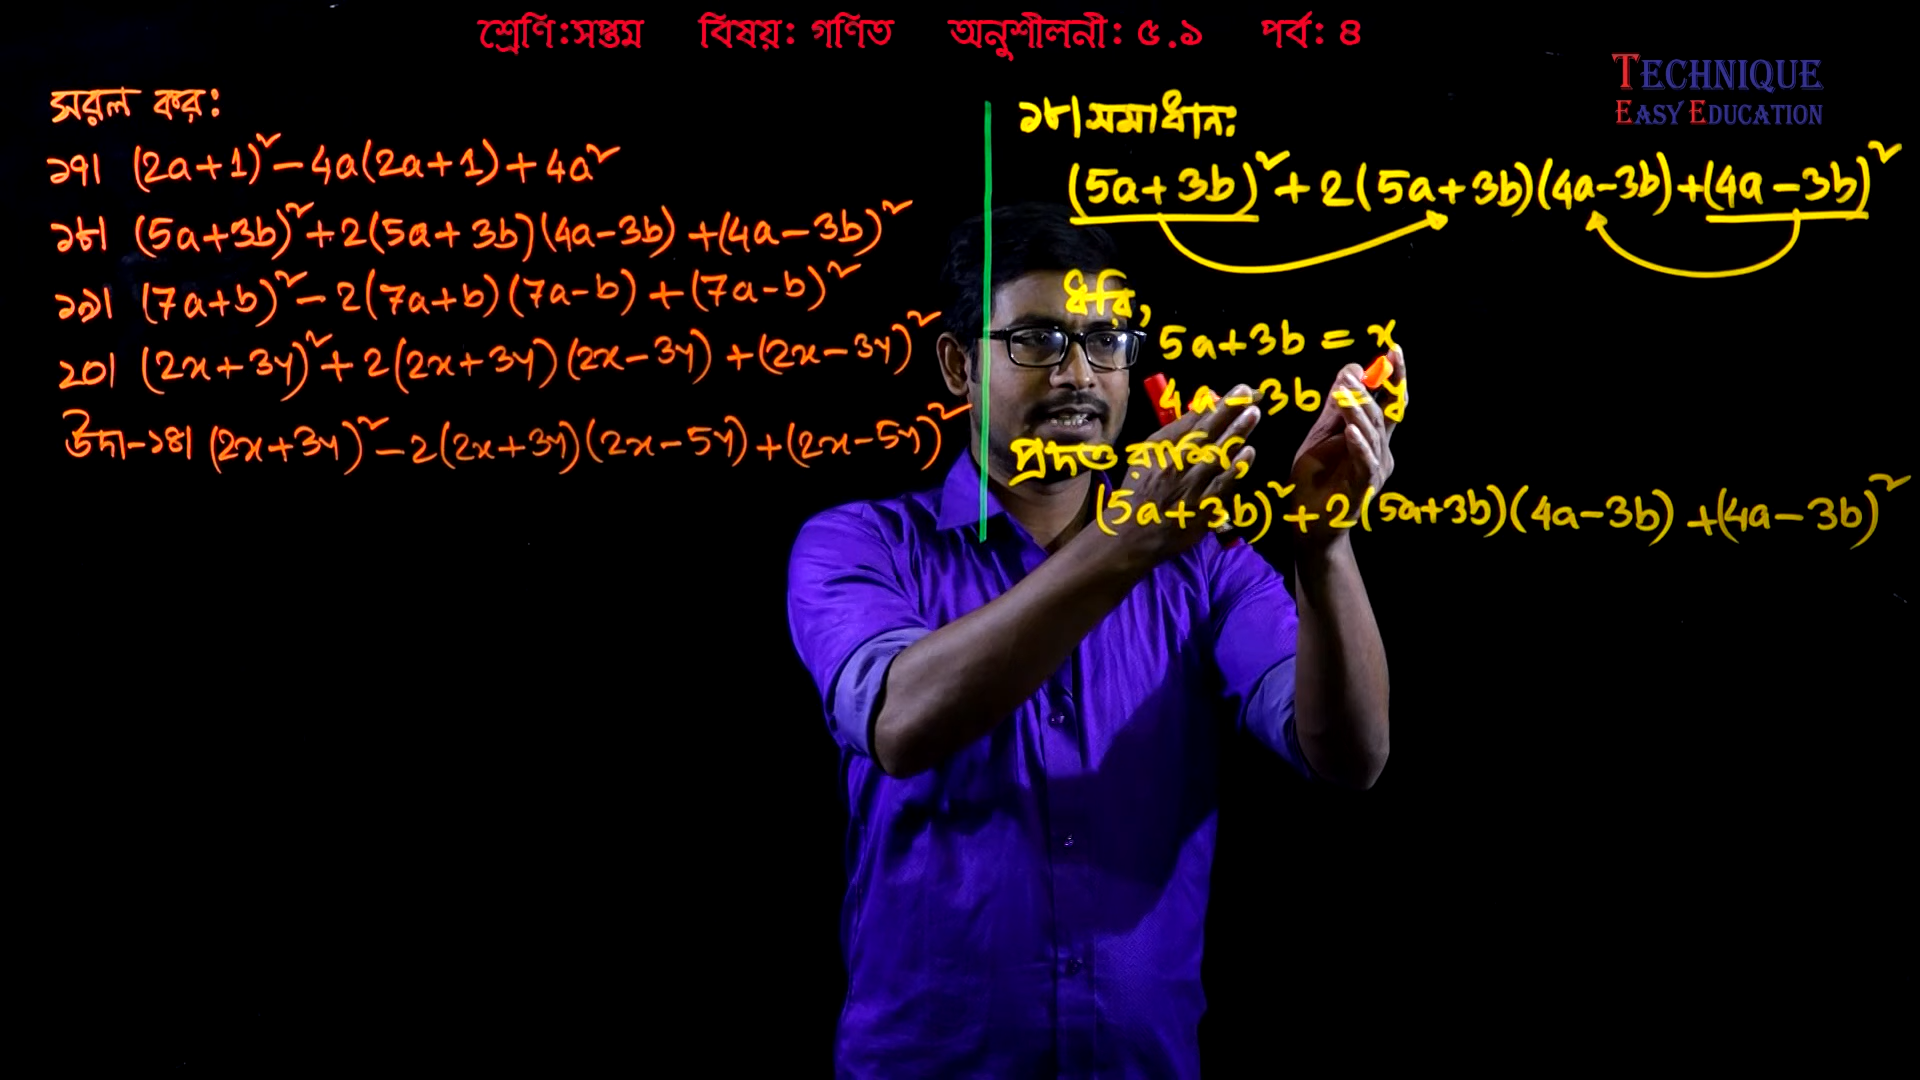 শ্রেণি:সপ্তম বিষয়: গণিত অনুশীলনী: ৫.১ পর্ব: ৪
TECHNIQUE
EASY EDUCATION
সরল কর:
১৭। (2a+1)² - 4a(2a+1) + 4a²
১৮। (5a+3b)² + 2(5a+3b)(4a-3b) + (4a-3b)²
১৯। (7a+b)² - 2(7a+b)(7a-b) + (7a-b)²
২০। (2x+3y)² + 2(2x+3y)(2x-3y) + (2x-3y)²
উদা-১৪। (2x+3y)² - 2(2x+3y)(2x-5y) + (2x-5y)²
১৮। সমাধান:
(5a+3b)² + 2(5a+3b)(4a-3b) + (4a-3b)²
ধরি,
5a+3b = x
4a-3b = y
প্রদত্ত রাশি,
(5a+3b)² + 2(5a+3b)(4a-3b) + (4a-3b)²